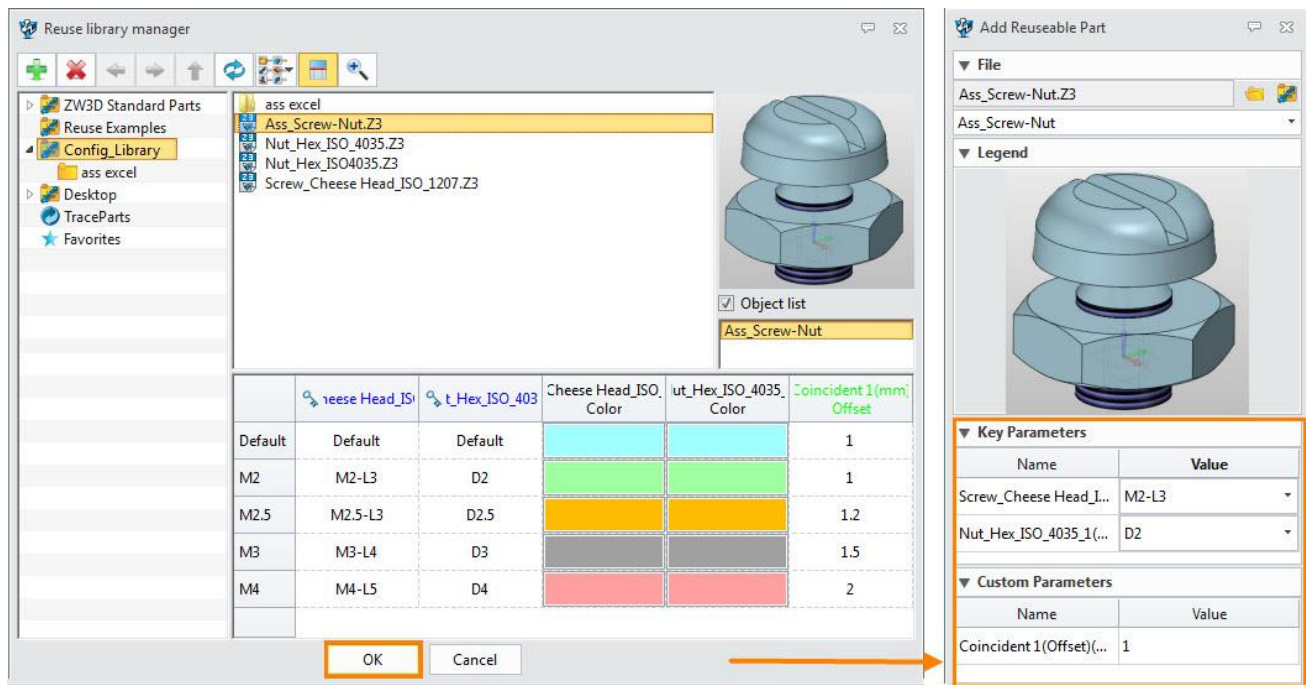 Reuse library manager
ZW3D Standard Parts
Reuse Examples
Config_Library
ass excel
Desktop
TraceParts
Favorites
ass excel
Ass_Screw-Nut.Z3
Nut_Hex_ISO_4035.Z3
Nut_Hex_ISO4035.Z3
Screw_Cheese Head_ISO_1207.Z3
Object list
Ass_Screw-Nut
heese Head_IS t_Hex_ISO_403 Cheese Head_ISO_ ut_Hex_ISO_4035_ Coincident 1(mm)
Color Color Offset
Default Default Default 1
M2 M2-L3 D2 1
M2.5 M2.5-L3 D2.5 1.2
M3 M3-L4 D3 1.5
M4 M4-L5 D4 2
OK Cancel
Add Reuseable Part
File
Ass_Screw-Nut.Z3
Ass_Screw-Nut
Legend
Key Parameters
Name Value
Screw_Cheese Head_I... M2-L3
Nut_Hex_ISO_4035_1(... D2
Custom Parameters
Name Value
Coincident 1(Offset)(... 1